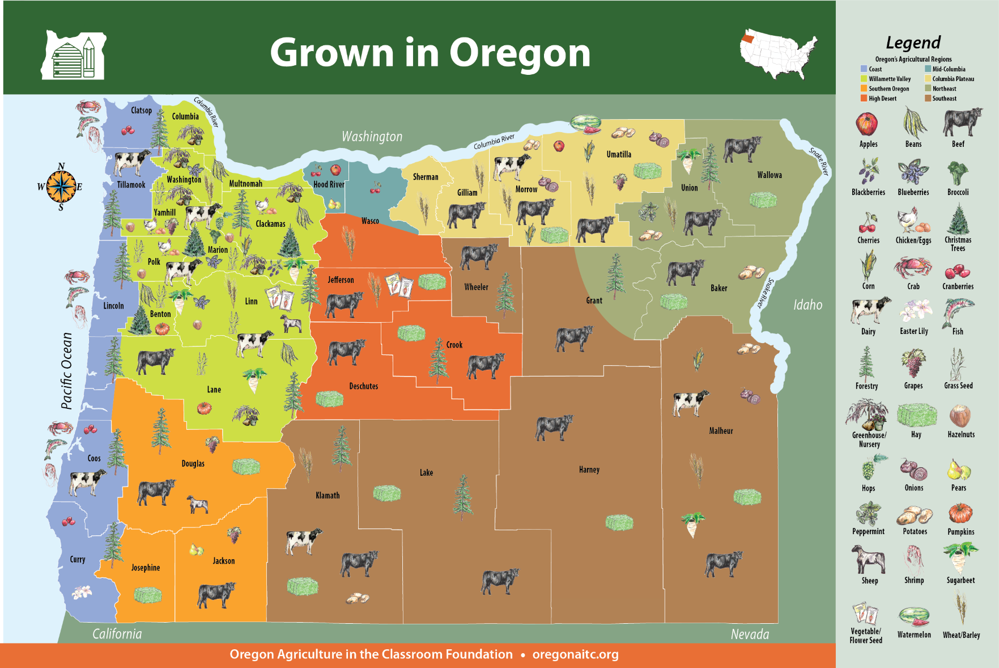 Grown in Oregon
Legend
Oregon's Agricultural Regions
Coast
Mid-Columbia
Willamette Valley
Columbia Plateau
Southern Oregon
Northeast
High Desert
Southeast
Apples
Beans
Beef
Blackberries
Blueberries
Broccoli
Cherries
Chicken/Eggs
Christmas
Trees
Corn
Crab
Cranberries
Dairy
Easter Lily
Fish
Forestry
Grapes
Grass Seed
Greenhouse/
Nursery
Hay
Hazelnuts
Hops
Onions
Pears
Peppermint
Potatoes
Pumpkins
Sheep
Shrimp
Sugarbeet
Vegetable/
Flower Seed
Watermelon
Wheat/Barley
N
W
E
S
Clatsop
Columbia
Columbia River
Washington
Columbia River
Snake River
Tillamook
Washington
Multnomah
Hood River
Sherman
Gilliam
Morrow
Umatilla
Union
Wallowa
Yamhill
Clackamas
Wasco
Marion
Polk
Jefferson
Wheeler
Grant
Baker
Snake River
Idaho
Lincoln
Benton
Linn
Pacific Ocean
Crook
Deschutes
Lane
Malheur
Coos
Douglas
Klamath
Lake
Harney
Curry
Josephine
Jackson
California
Nevada
Oregon Agriculture in the Classroom Foundation • oregonaitc.org